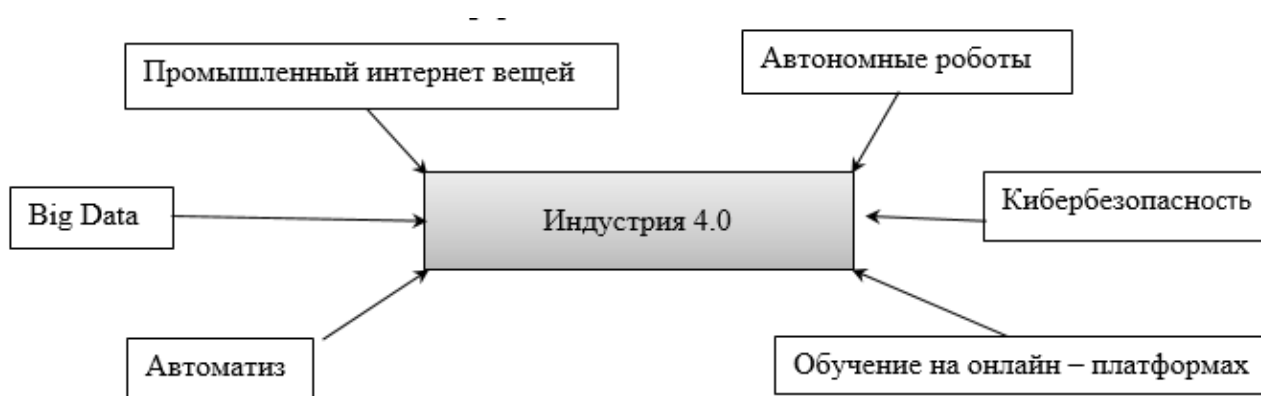 Промышленный интернет вещей
Автономные роботы
Big Data
Индустрия 4.0
Кибербезопасность
Автоматиз
Обучение на онлайн – платформах